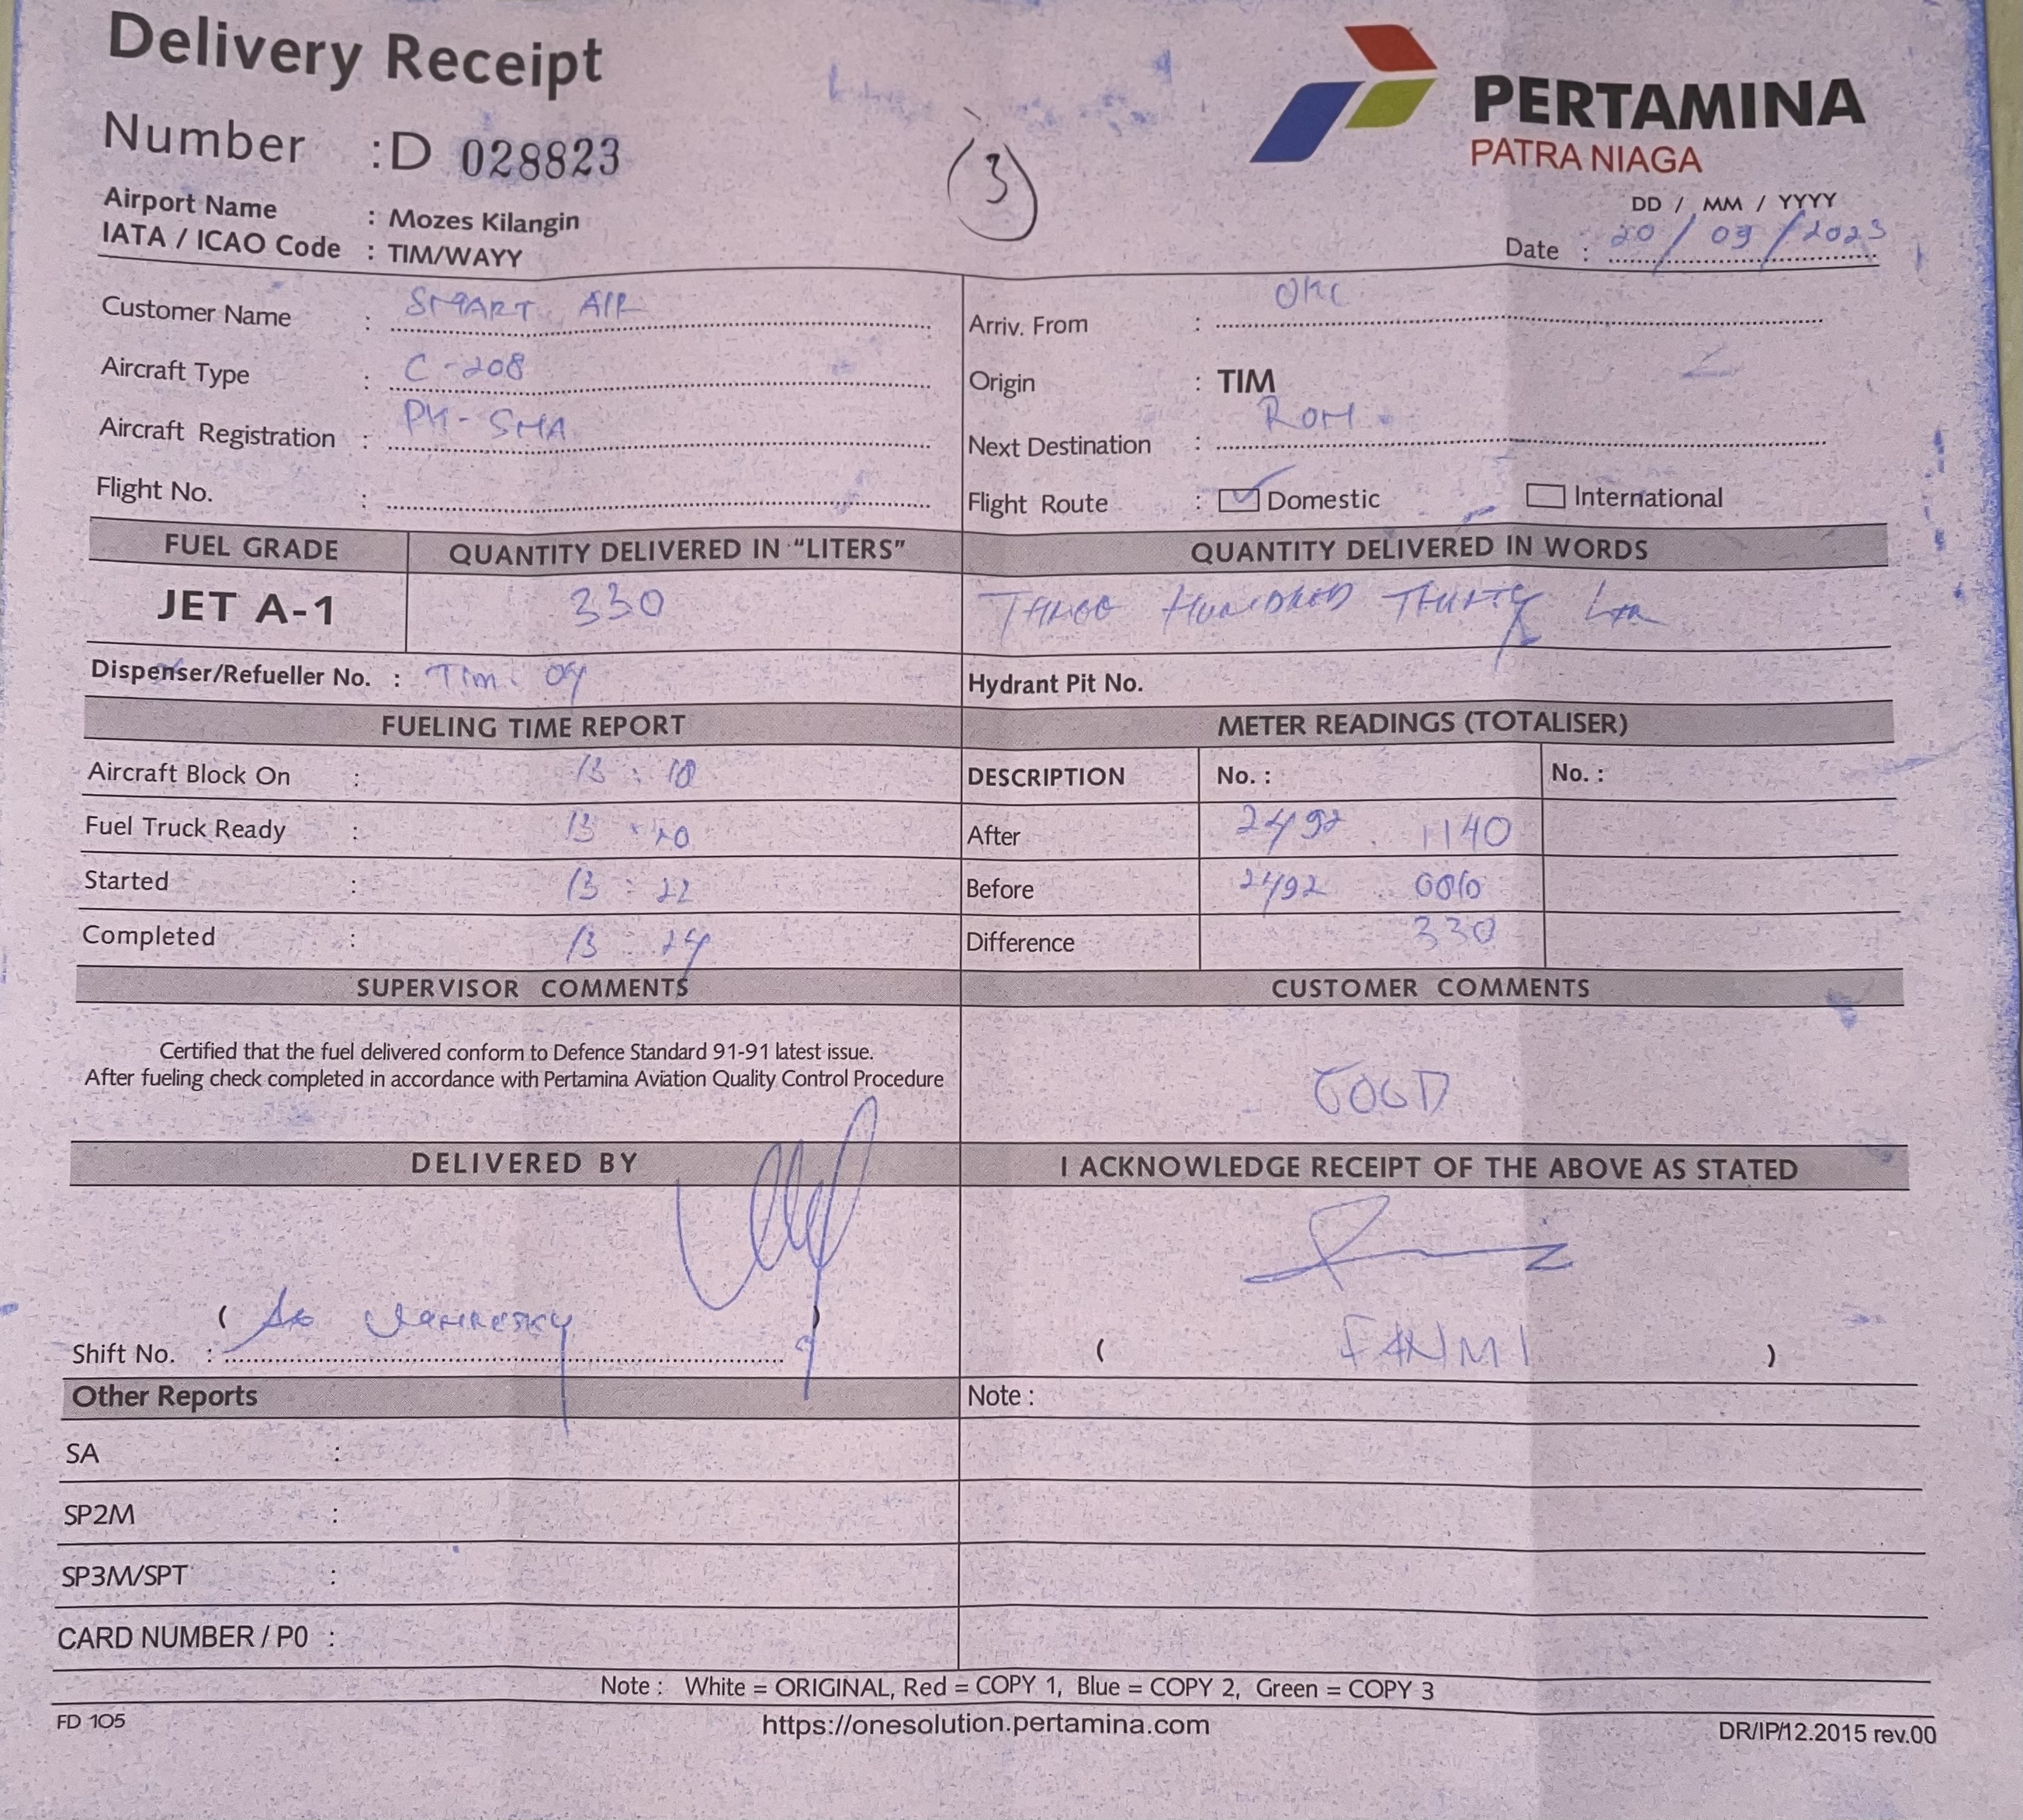 Delivery Receipt
PERTAMINA
PATRA NIAGA
Number : D 028823
(3)
Airport Name : Mozes Kilangin
IATA / ICAO Code : TIM/WAYY
DD / MM / YYYY
Date : 20 / 09 / 2023
Customer Name : SMART AIR
Arriv. From :
Aircraft Type : C-208
Origin : TIM
Aircraft Registration : PK-SMA
Next Destination :
Flight No. :
Flight Route : Domestic International
FUEL GRADE QUANTITY DELIVERED IN "LITERS" QUANTITY DELIVERED IN WORDS
JET A-1 330 THREE HUNDRED THIRTY LTR
Dispenser/Refueller No. : TIM. 04
Hydrant Pit No.
FUELING TIME REPORT METER READINGS (TOTALISER)
Aircraft Block On : 13 : 18
DESCRIPTION No. : No. :
Fuel Truck Ready : 13 : 20
After 2492 . 1140
Started : 13 : 22
Before 2492 .
Completed : 13 : 24
Difference 330
SUPERVISOR COMMENTS CUSTOMER COMMENTS
Certified that the fuel delivered conform to Defence Standard 91-91 latest issue.
After fueling check completed in accordance with Pertamina Aviation Quality Control Procedure
GOOD
DELIVERED BY I ACKNOWLEDGE RECEIPT OF THE ABOVE AS STATED
( )
Shift No. :
( )
Other Reports Note :
SA :
SP2M :
SP3M/SPT :
CARD NUMBER / P0 :
Note : White = ORIGINAL, Red = COPY 1, Blue = COPY 2, Green = COPY 3
FD 105 https://onesolution.pertamina.com DR/IP/12.2015 rev.00